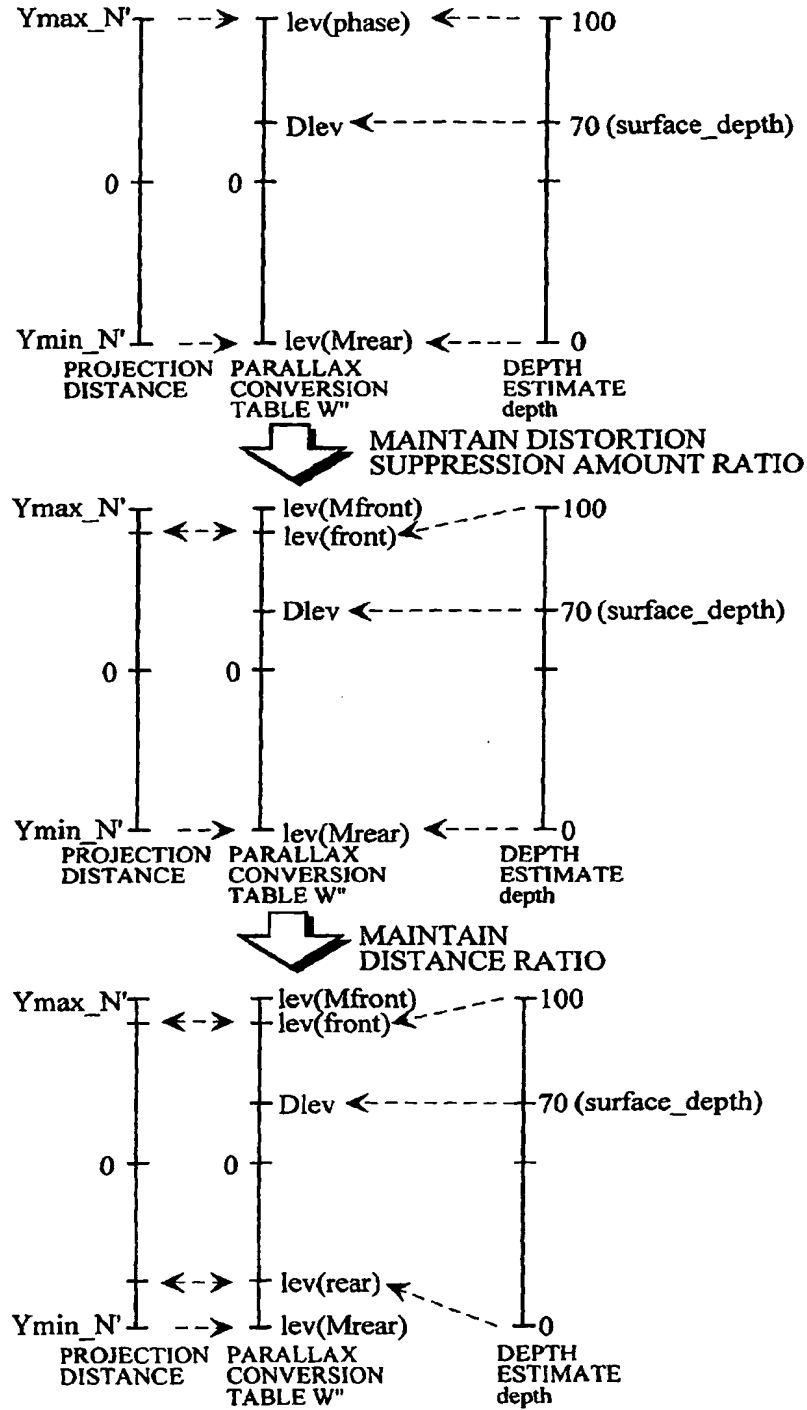 Ymax_N' lev(phase) 100
Dlev 70 (surface_depth)
0 0
Ymin_N' lev(Mrear) 0
PROJECTION DISTANCE
PARALLAX CONVERSION TABLE W"
DEPTH ESTIMATE depth
MAINTAIN DISTORTION
SUPPRESSION AMOUNT RATIO
Ymax_N' lev(Mfront) 100
lev(front)
Dlev 70 (surface_depth)
0 0
Ymin_N' lev(Mrear) 0
PROJECTION DISTANCE
PARALLAX CONVERSION TABLE W"
DEPTH ESTIMATE depth
MAINTAIN
DISTANCE RATIO
Ymax_N' lev(Mfront) 100
lev(front)
Dlev 70 (surface_depth)
0 0
lev(rear)
Ymin_N' lev(Mrear) 0
PROJECTION DISTANCE
PARALLAX CONVERSION TABLE W"
DEPTH ESTIMATE depth